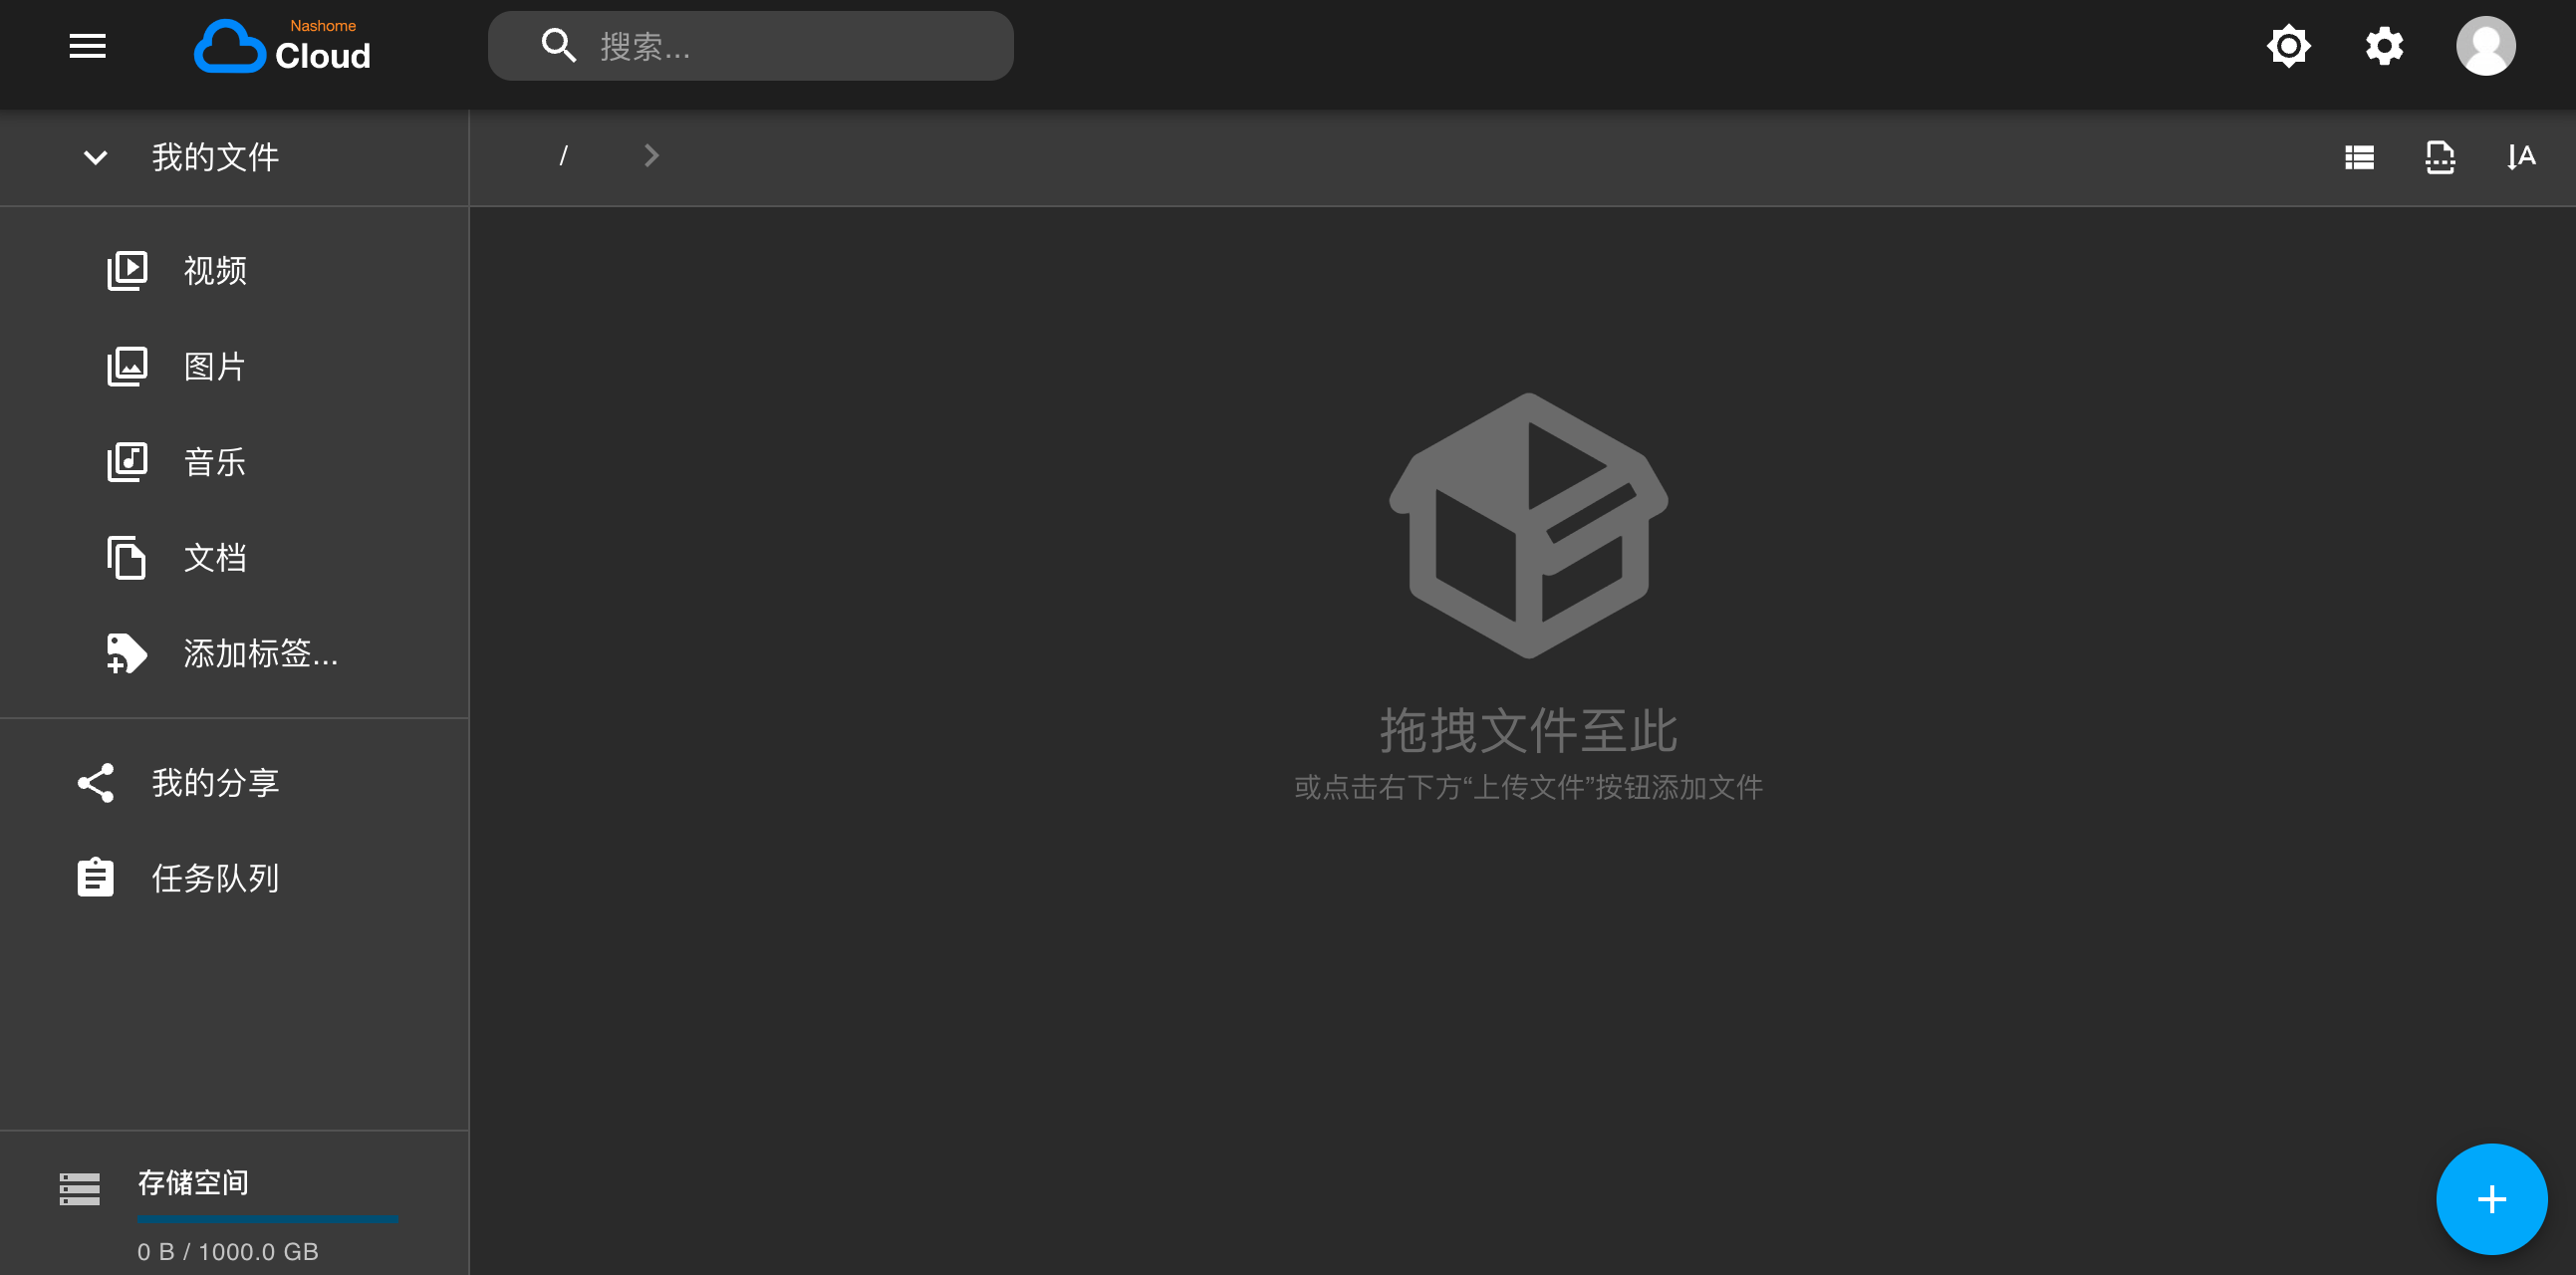 Nashome
Cloud
搜索...
我的文件
/
A
视频
图片
音乐
文档
添加标签...
拖拽文件至此
或点击右下方“上传文件”按钮添加文件
我的分享
任务队列
存储空间
0 B / 1000.0 GB